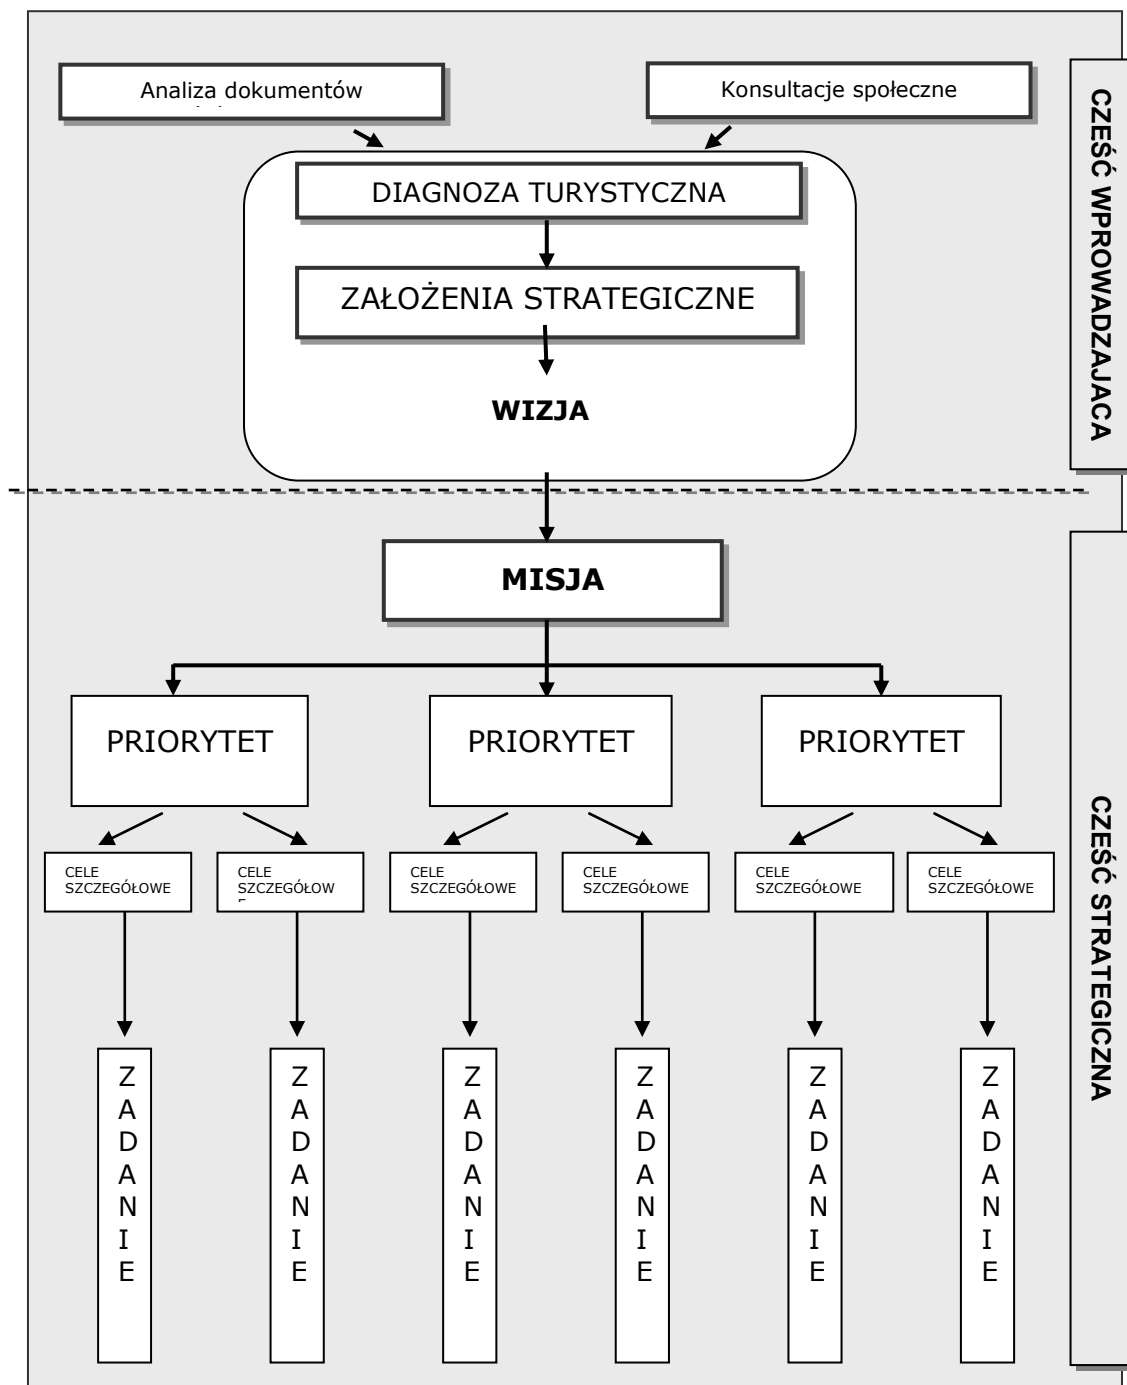 Analiza dokumentów
Konsultacje społeczne
CZEŚĆ WPROWADZAJACA
DIAGNOZA TURYSTYCZNA
ZAŁOŻENIA STRATEGICZNE
WIZJA
MISJA
PRIORYTET
PRIORYTET
PRIORYTET
CZEŚĆ STRATEGICZNA
CELE
SZCZEGÓŁOWE
CELE
SZCZEGÓŁOW
CELE
SZCZEGÓŁOWE
CELE
SZCZEGÓŁOWE
CELE
SZCZEGÓŁOWE
CELE
SZCZEGÓŁOWE
ZADANIE
ZADANIE
ZADANIE
ZADANIE
ZADANIE
ZADANIE